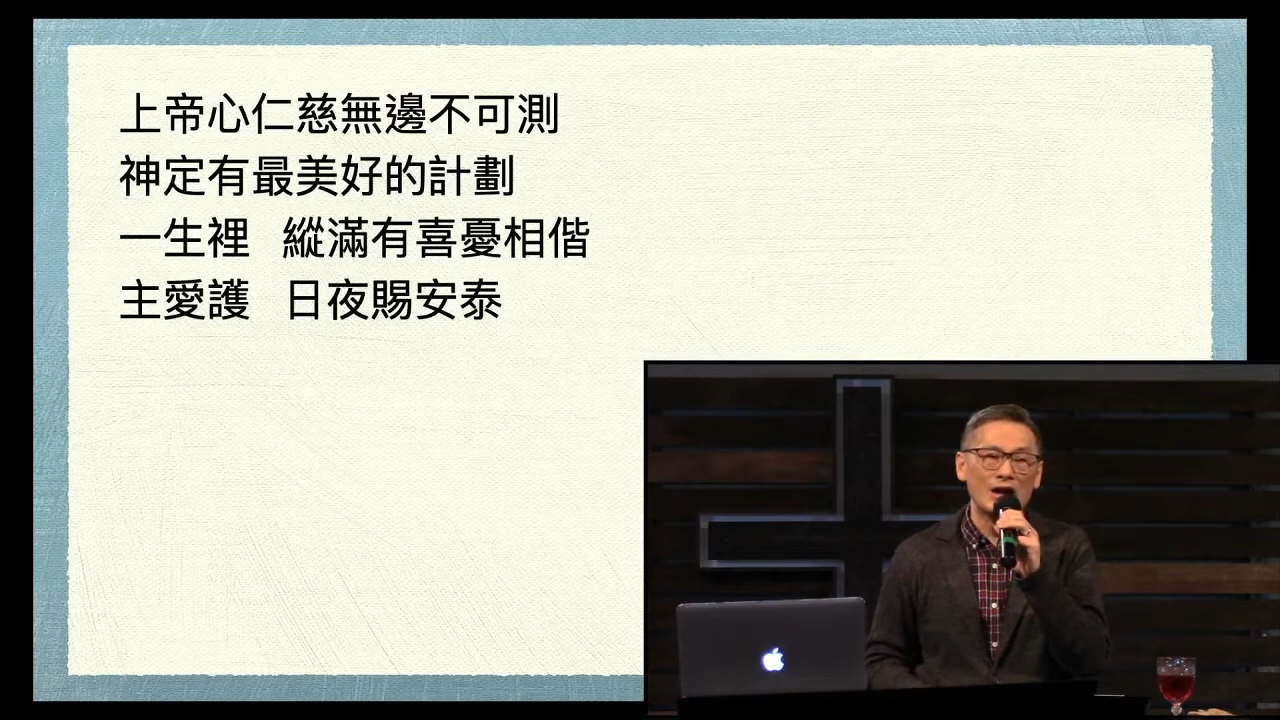 上帝心仁慈無邊不可測
神定有最美好的計劃
一生裡 縱滿有喜憂相偕
主愛護 日夜賜安泰